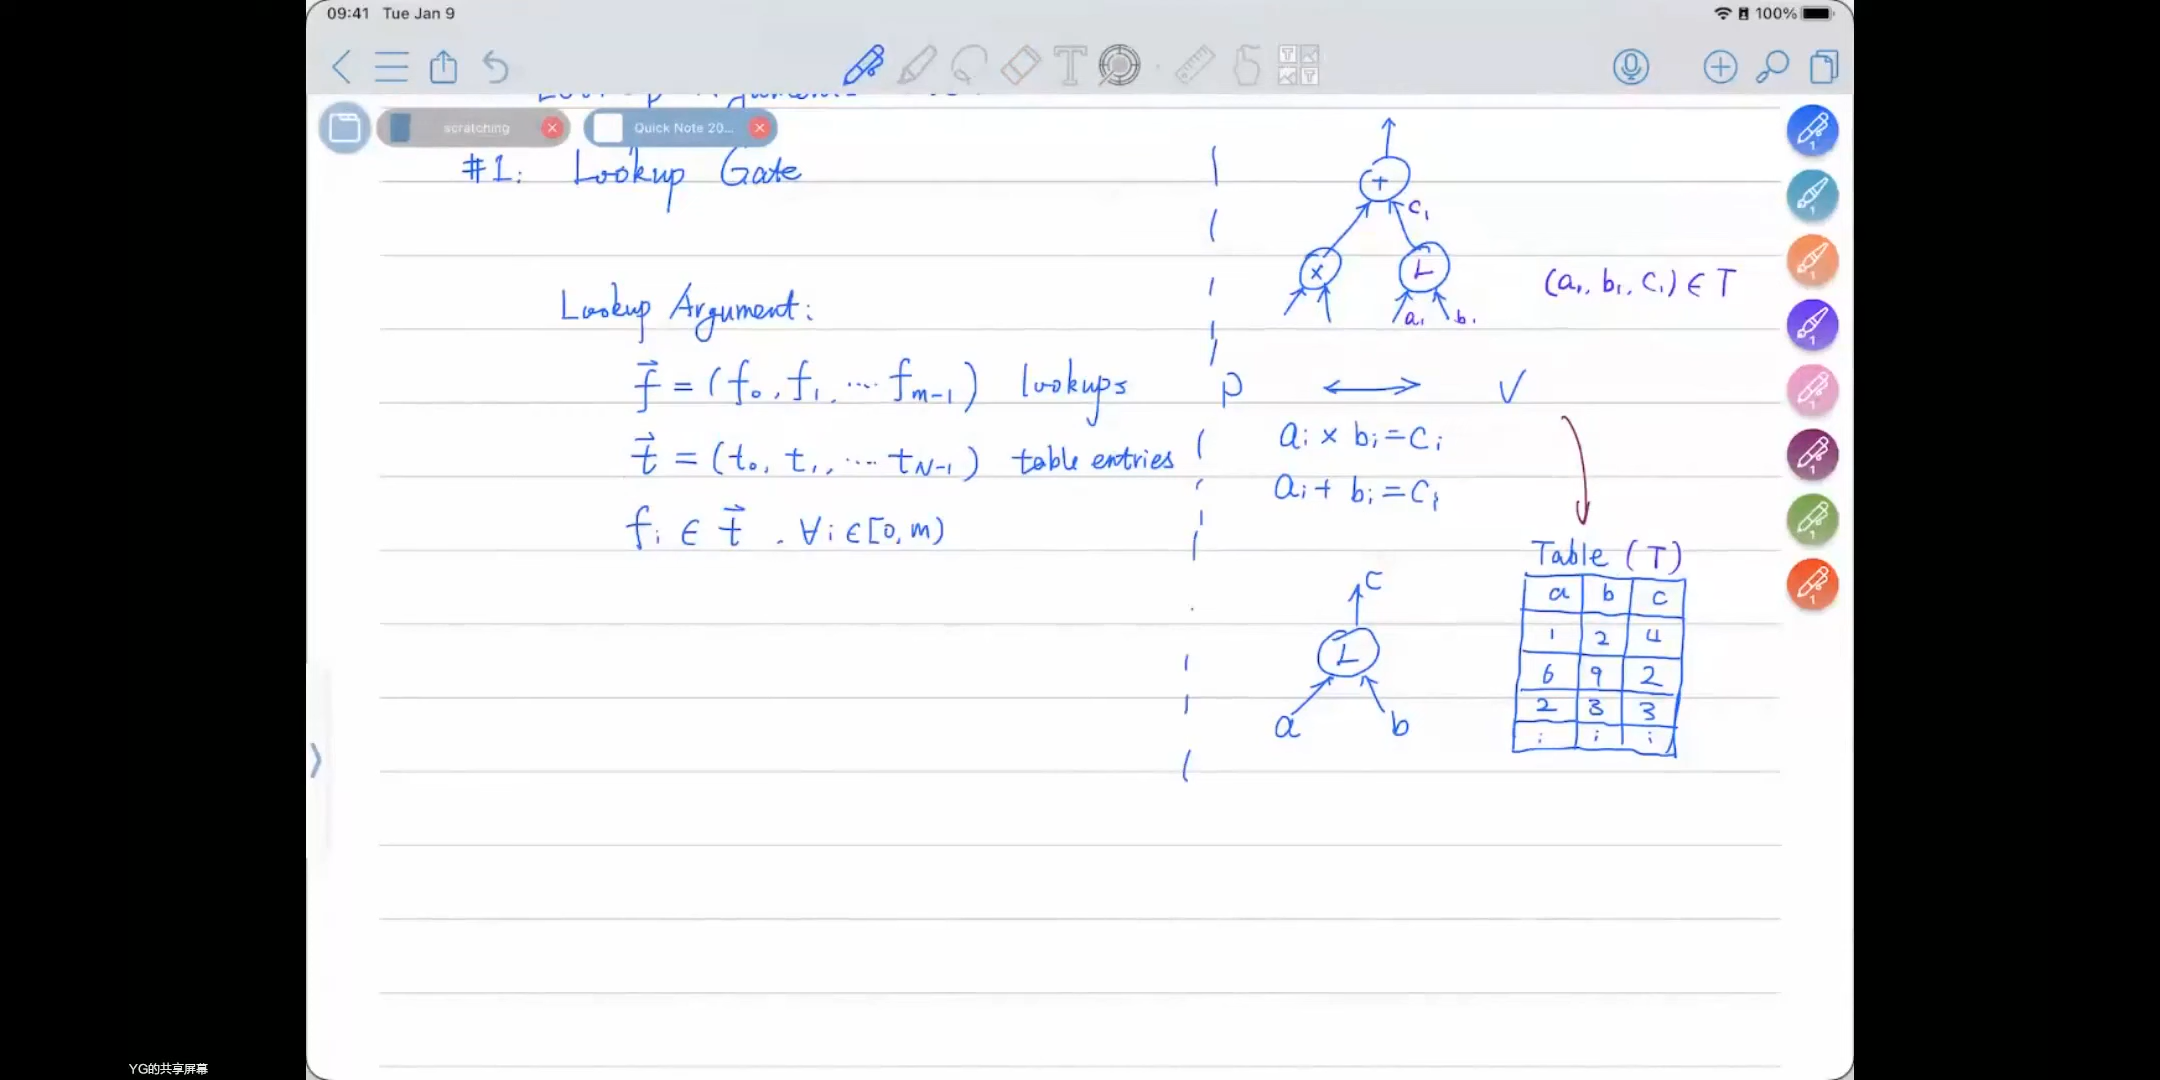 09:41 Tue Jan 9
100%
scratching
Quick Note 20...
#1: Lookup Gate
Lookup Argument:
f⃗ = (f₀, f₁, ... fₘ₋₁) lookups
t⃗ = (t₀, t₁, ... t_N-1) table entries
fᵢ ∈ t⃗ . ∀i ∈ [0, m)
+
c₁
×
L
a₁ b₁
(a₁, b₁, c₁) ∈ T
P ⟷ V
aᵢ × bᵢ = cᵢ
aᵢ + bᵢ = cᵢ
c
L
a b
Table (T)
a b c
1 2 4
6 9 2
2 3 3
⋮ ⋮ ⋮
YG的共享屏幕